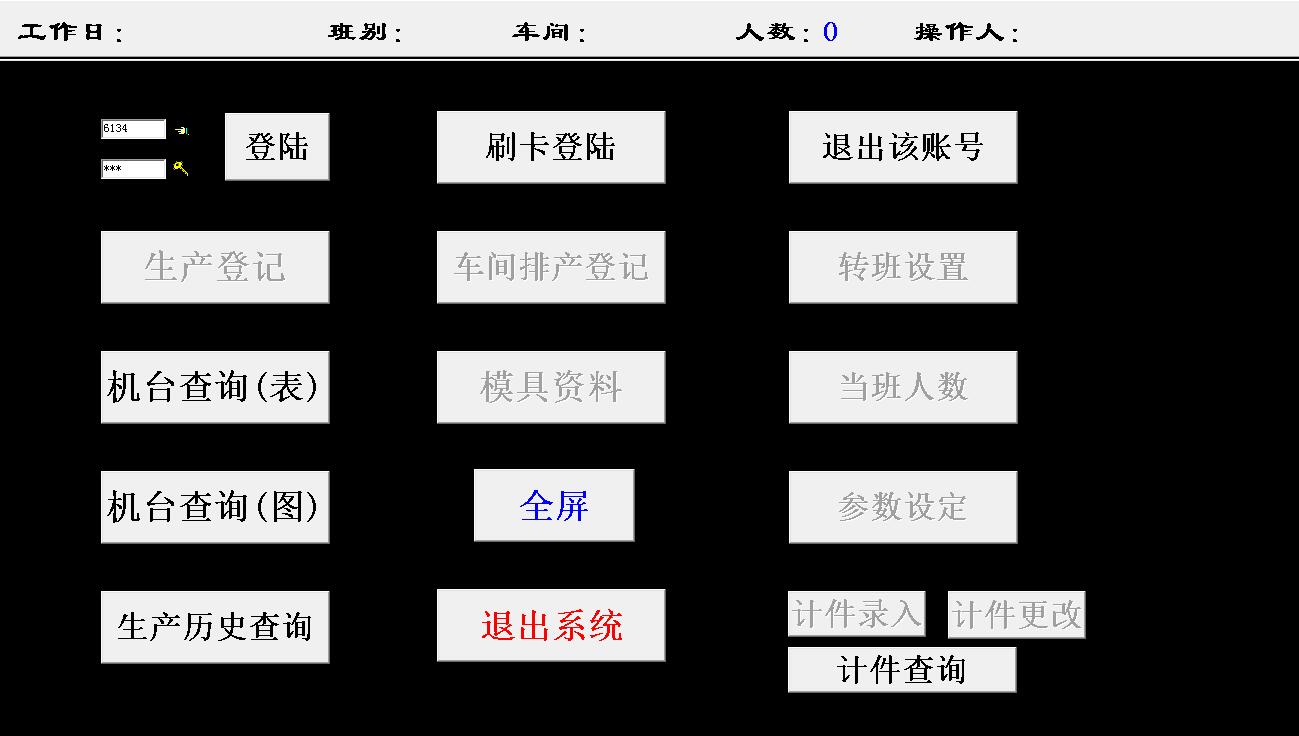 工作日: 班别: 车间: 人数: 0 操作人:
6134
***
登陆 刷卡登陆 退出该账号
生产登记 车间排产登记 转班设置
机台查询(表) 模具资料 当班人数
机台查询(图) 全屏 参数设定
生产历史查询 退出系统 计件录入 计件更改
计件查询